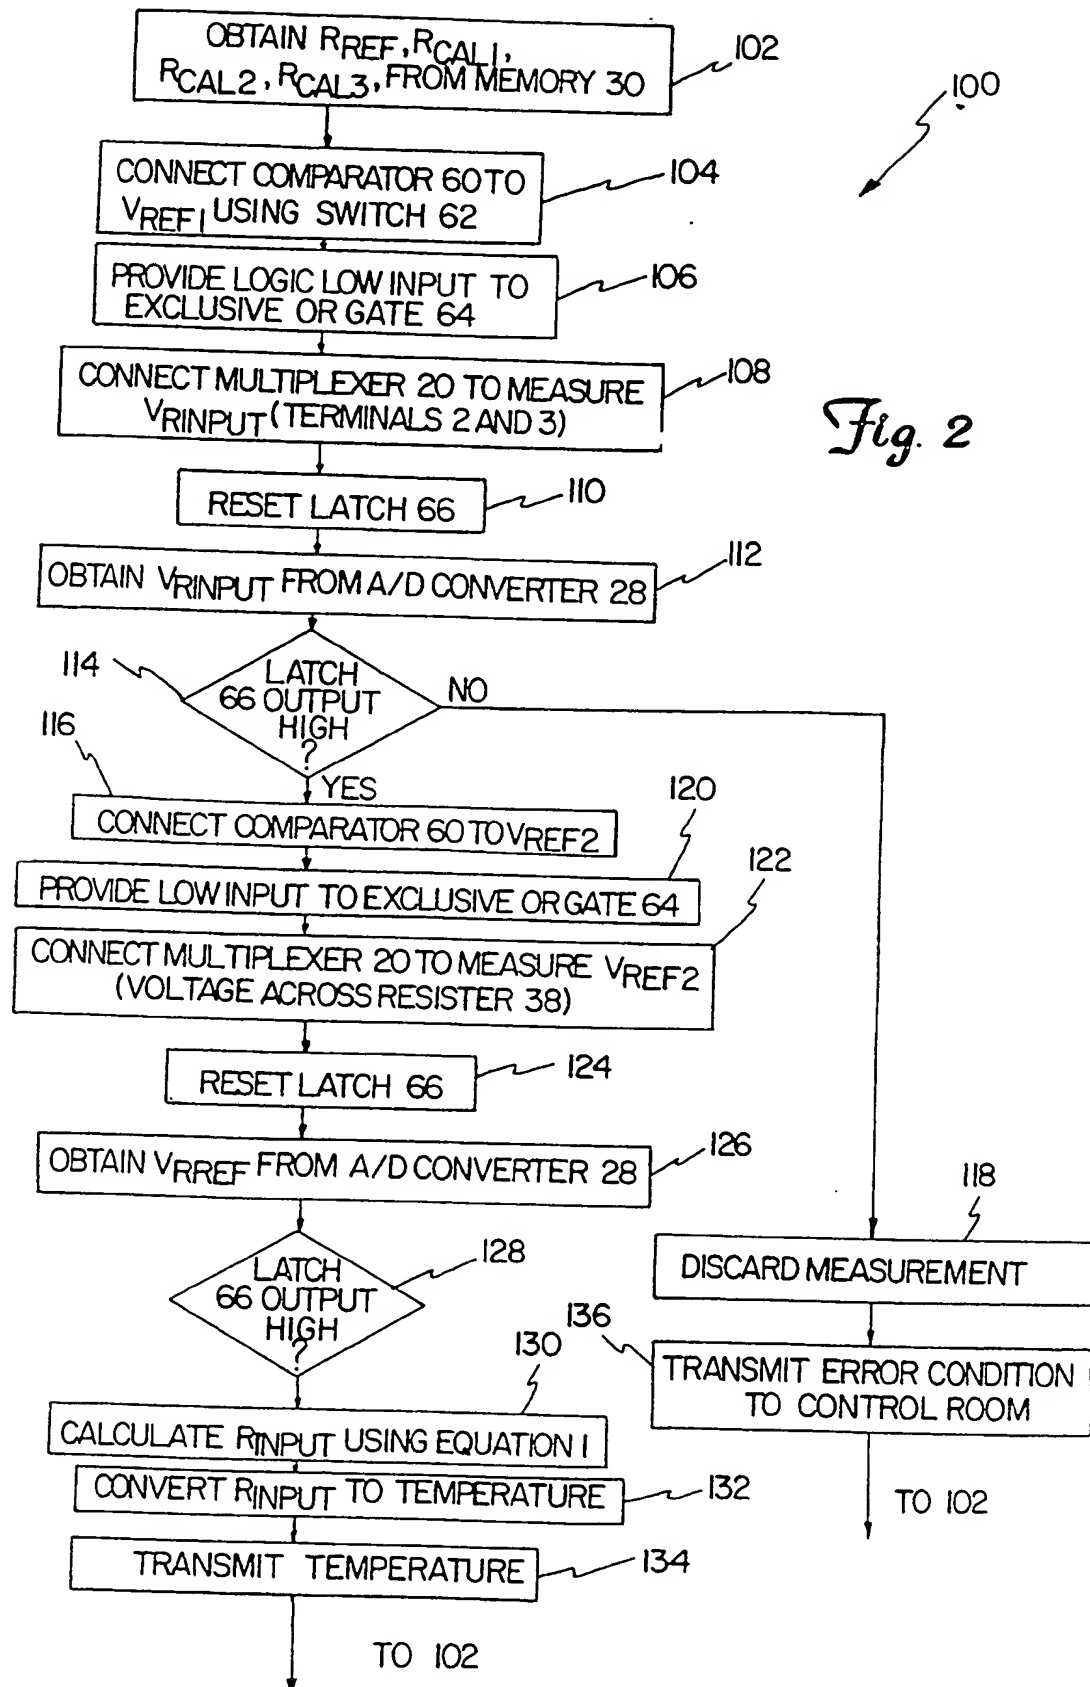 OBTAIN RREF, RCAL1,
RCAL2, RCAL3, FROM MEMORY 30
102
100
CONNECT COMPARATOR 60 TO
VREF1 USING SWITCH 62
104
PROVIDE LOGIC LOW INPUT TO
EXCLUSIVE OR GATE 64
106
CONNECT MULTIPLEXER 20 TO MEASURE
VRINPUT (TERMINALS 2 AND 3)
108
Fig. 2
RESET LATCH 66
110
OBTAIN VRINPUT FROM A/D CONVERTER 28
112
114
LATCH
66 OUTPUT
HIGH
?
NO
YES
116
CONNECT COMPARATOR 60 TO VREF2
120
PROVIDE LOW INPUT TO EXCLUSIVE OR GATE 64
122
CONNECT MULTIPLEXER 20 TO MEASURE VREF2
(VOLTAGE ACROSS RESISTER 38)
RESET LATCH 66
124
OBTAIN VRREF FROM A/D CONVERTER 28
126
118
DISCARD MEASUREMENT
LATCH
66 OUTPUT
HIGH
?
128
136
TRANSMIT ERROR CONDITION
TO CONTROL ROOM
130
CALCULATE RINPUT USING EQUATION 1
CONVERT RINPUT TO TEMPERATURE
132
TO 102
TRANSMIT TEMPERATURE
134
TO 102